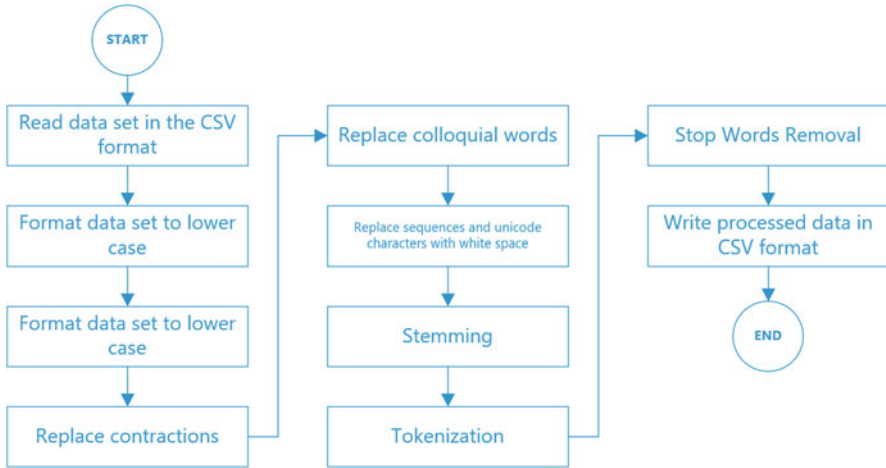 START
Read data set in the CSV
format
Format data set to lower
case
Format data set to lower
case
Replace contractions
Replace colloquial words
Replace sequences and unicode
characters with white space
Stemming
Tokenization
Stop Words Removal
Write processed data in
CSV format
END